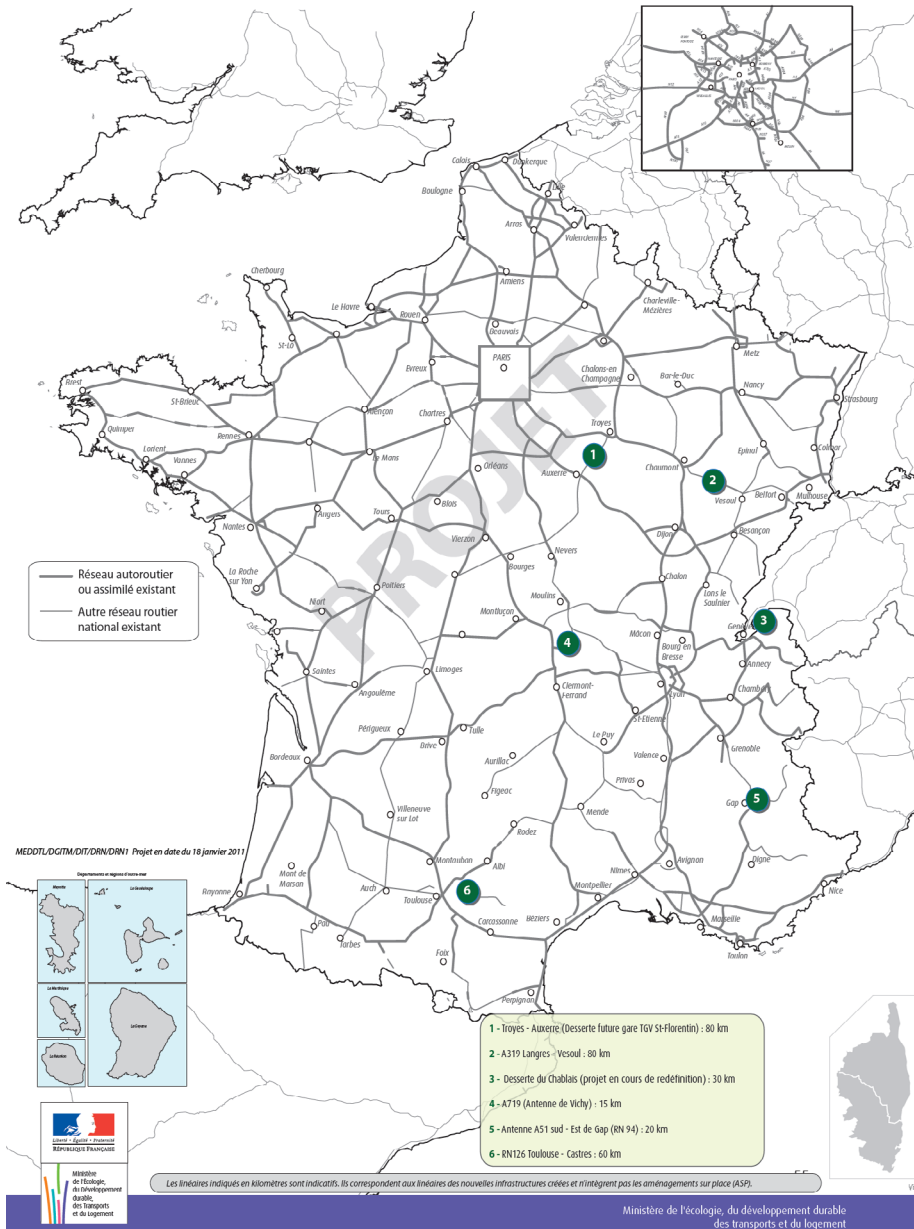 Calais
Dunkerque
Boulogne
Lille
Arras
Valenciennes
Cherbourg
Amiens
Le Havre
Charleville-
Mézières
Rouen
Beauvais
St-Lô
PARIS
Metz
Evreux
Chalons-en
Champagne
Bar-le-Duc
Nancy
Brest
St-Brieuc
Alençon
Chartres
Strasbourg
Quimper
Rennes
Troyes
Lorient
Le Mans
Epinal
Colmar
Vannes
Orléans
Auxerre
1
Chaumont
2
Belfort
Mulhouse
Vesoul
Angers
Tours
Blois
Nantes
Vierzon
Dijon
Besançon
Bourges
Nevers
La Roche
sur Yon
Poitiers
Chalon
Lons le
Saulnier
Niort
Moulins
Montluçon
Genève
3
4
Mâcon
Bourg en
Bresse
Annecy
Saintes
Limoges
Angoulême
Clermont-
Ferrand
Lyon
Chambéry
St-Etienne
Périgueux
Tulle
Brive
Le Puy
Grenoble
Bordeaux
Aurillac
Valence
Privas
Figeac
Gap
5
Villeneuve
sur Lot
Mende
Rodez
Montauban
Albi
Avignon
Digne
Mont de
Marsan
Nîmes
Bayonne
Auch
Toulouse
6
Montpellier
Nice
Carcassonne
Béziers
Marseille
Pau
Tarbes
Toulon
Foix
Perpignan
PROJET
Réseau autoroutier
ou assimilé existant
Autre réseau routier
national existant
MEDDTL/DGITM/DIT/DRN/DRN1 Projet en date du 18 janvier 2011
Départements et régions d'outre-mer
Mayotte
La Guadeloupe
La Martinique
La Guyane
La Réunion
1 - Troyes - Auxerre (Desserte future gare TGV St-Florentin) : 80 km
2 - A319 Langres - Vesoul : 80 km
3 - Desserte du Chablais (projet en cours de redéfinition) : 30 km
4 - A719 (Antenne de Vichy) : 15 km
5 - Antenne A51 sud - Est de Gap (RN 94) : 20 km
6 - RN126 Toulouse - Castres : 60 km
Liberté • Égalité • Fraternité
RÉPUBLIQUE FRANÇAISE
Ministère
de l'Écologie,
du Développement
durable,
des Transports
et du Logement
Les linéaires indiqués en kilomètres sont indicatifs. Ils correspondent aux linéaires des nouvelles infrastructures créées et n'intègrent pas les aménagements sur place (ASP).
Ministère de l'écologie, du développement durable
des transports et du logement